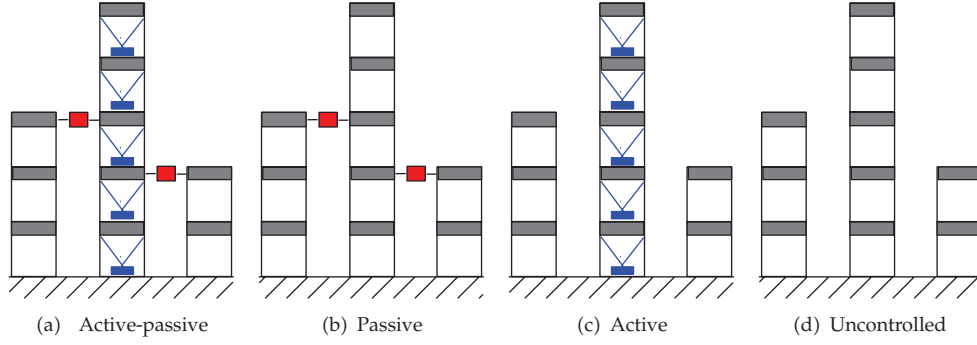 (a) Active-passive
(b) Passive
(c) Active
(d) Uncontrolled